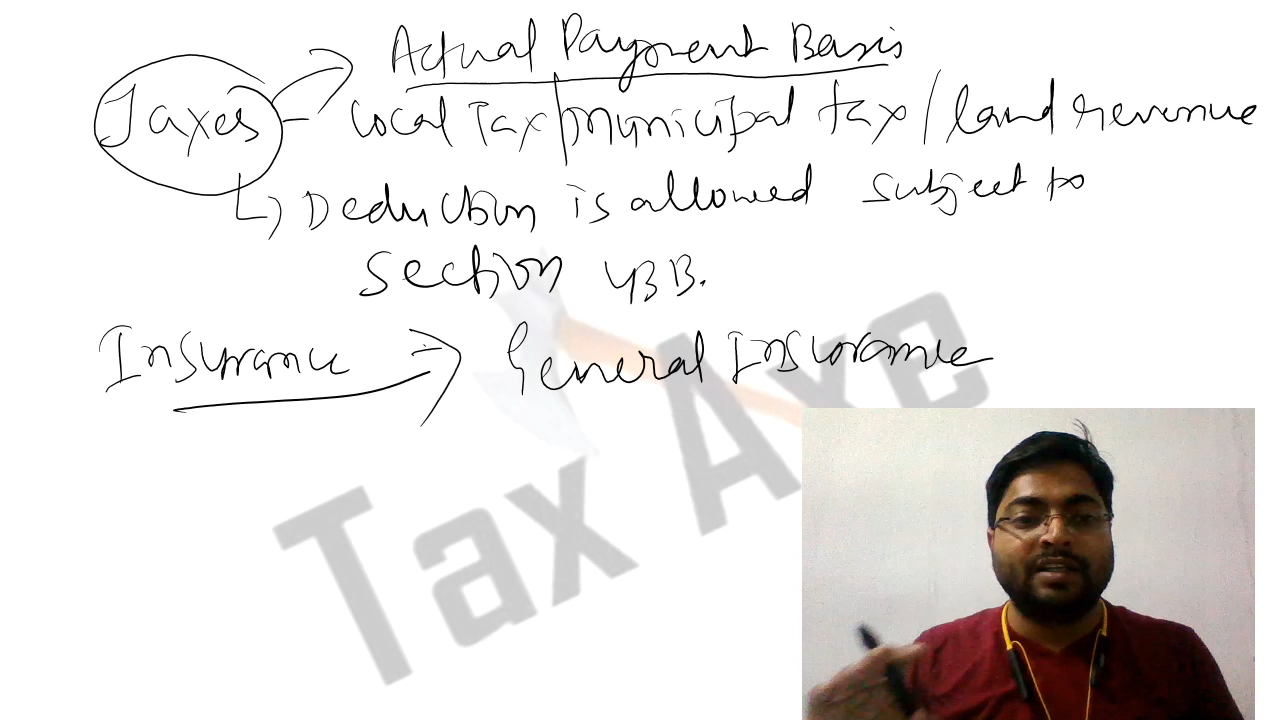 Actual Payment Basis
Taxes - Local Tax/municipal tax/land revenue
Deduction is allowed subject to
Section 43B.
Insurance → General Insurance
Tax Axe